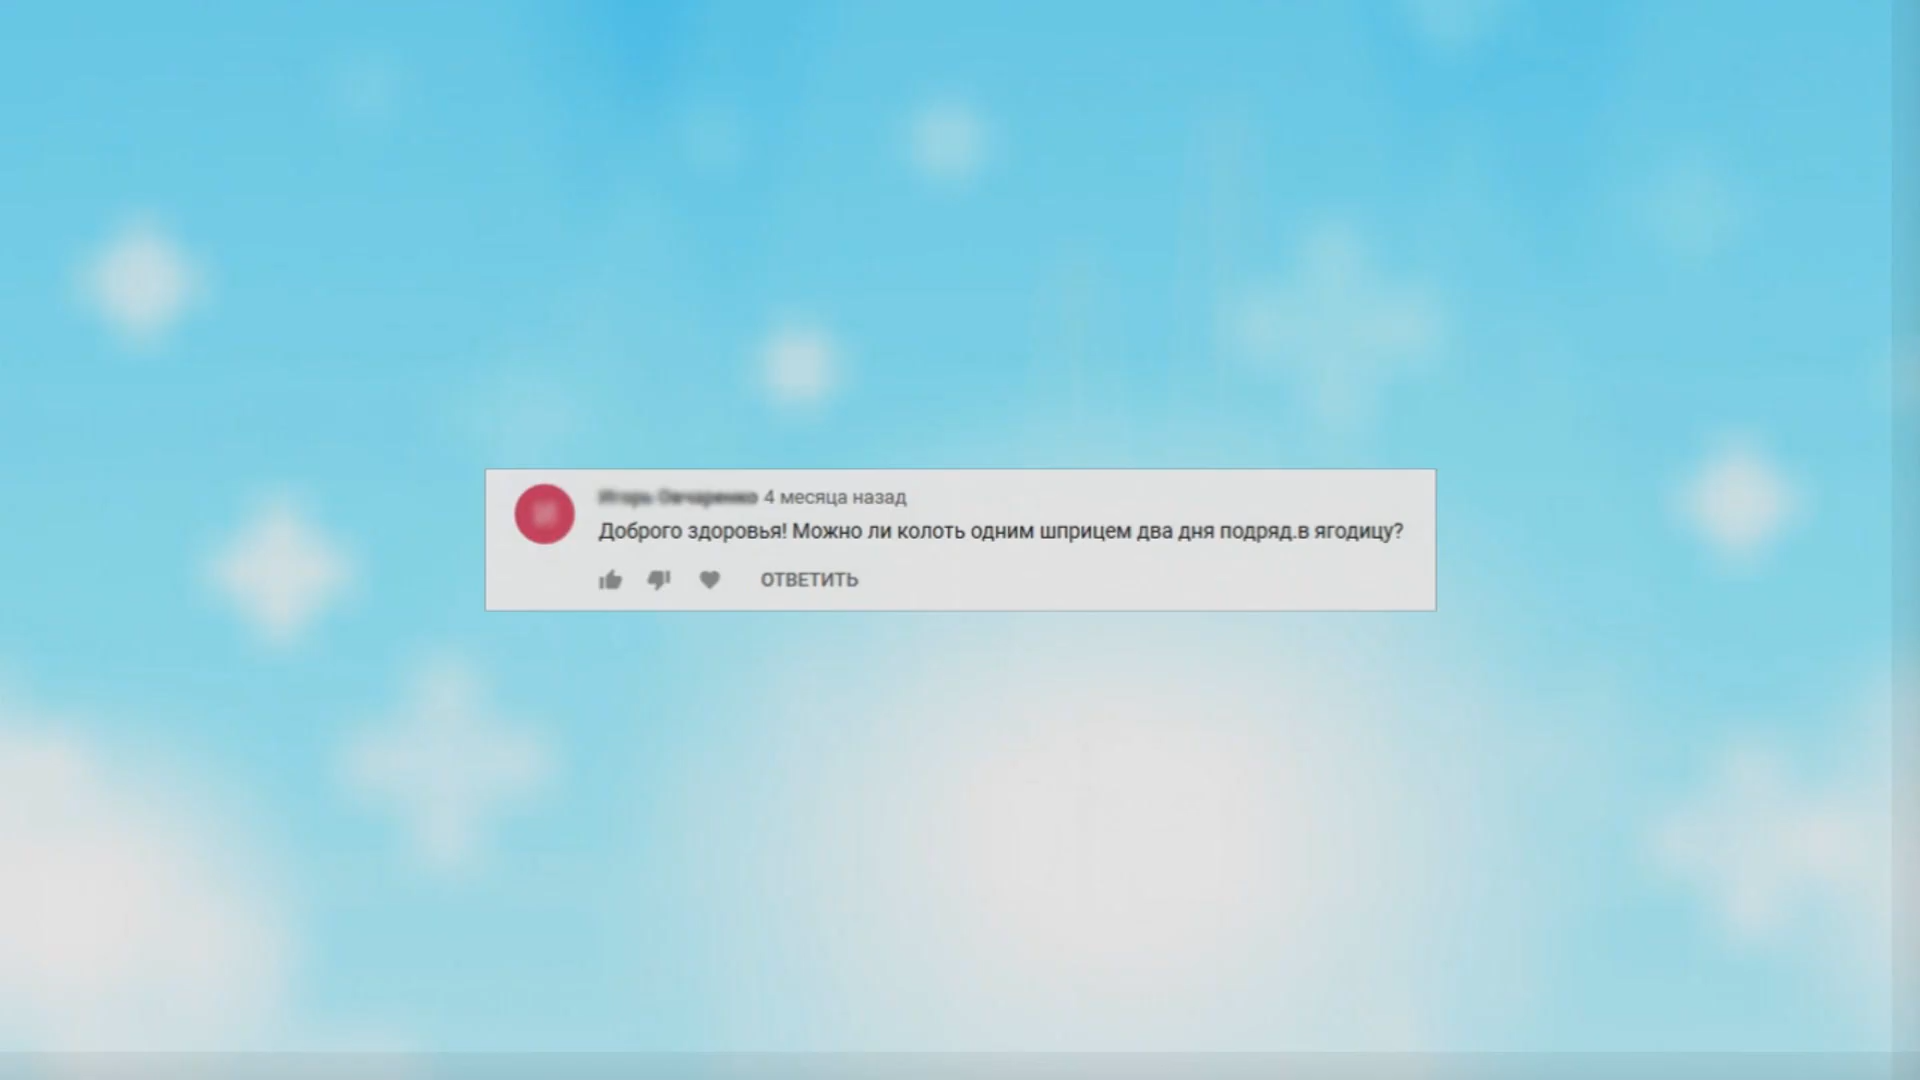 4 месяца назад
Доброго здоровья! Можно ли колоть одним шприцем два дня подряд.в ягодицу?
ОТВЕТИТЬ